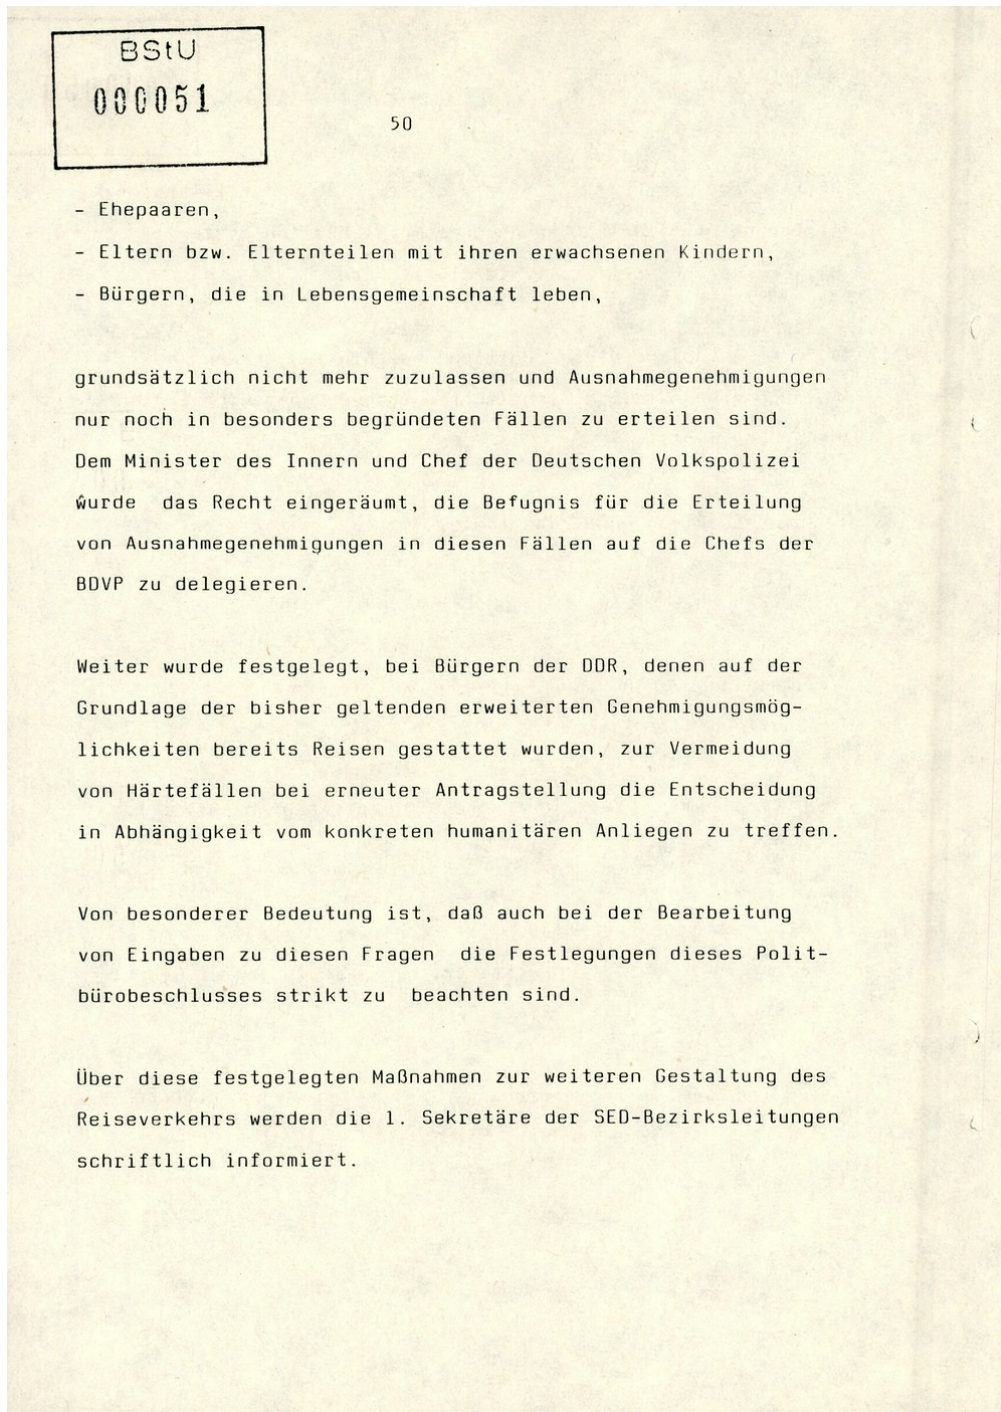 BStU
000051
50
- Ehepaaren,
- Eltern bzw. Elternteilen mit ihren erwachsenen Kindern,
- Bürgern, die in Lebensgemeinschaft leben,
grundsätzlich nicht mehr zuzulassen und Ausnahmegenehmigungen
nur noch in besonders begründeten Fällen zu erteilen sind.
Dem Minister des Innern und Chef der Deutschen Volkspolizei
wurde  das Recht eingeräumt, die Befugnis für die Erteilung
von Ausnahmegenehmigungen in diesen Fällen auf die Chefs der
BDVP zu delegieren.
Weiter wurde festgelegt, bei Bürgern der DDR, denen auf der
Grundlage der bisher geltenden erweiterten Genehmigungsmög-
lichkeiten bereits Reisen gestattet wurden, zur Vermeidung
von Härtefällen bei erneuter Antragstellung die Entscheidung
in Abhängigkeit vom konkreten humanitären Anliegen zu treffen.
Von besonderer Bedeutung ist, daß auch bei der Bearbeitung
von Eingaben zu diesen Fragen  die Festlegungen dieses Polit-
bürobeschlusses strikt zu  beachten sind.
Über diese festgelegten Maßnahmen zur weiteren Gestaltung des
Reiseverkehrs werden die 1. Sekretäre der SED-Bezirksleitungen
schriftlich informiert.